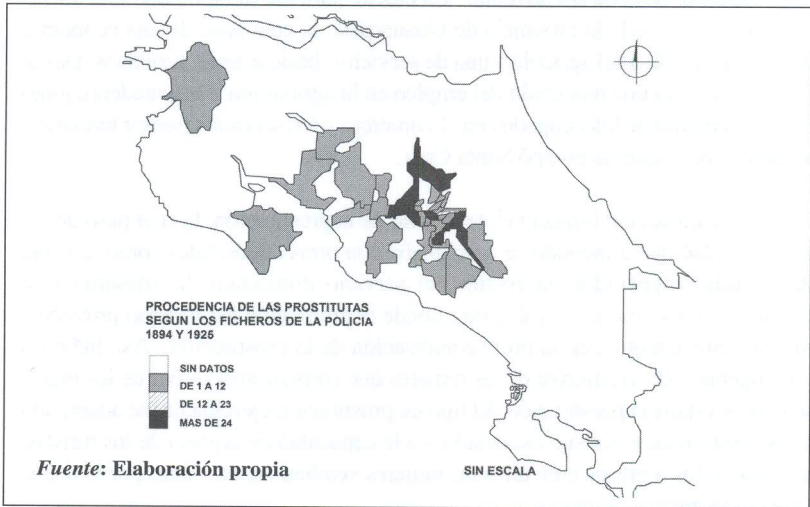 PROCEDENCIA DE LAS PROSTITUTAS
SEGUN LOS FICHEROS DE LA POLICIA
1894 Y 1925
SIN DATOS
DE 1 A 12
DE 12 A 23
MAS DE 24
Fuente: Elaboración propia
SIN ESCALA